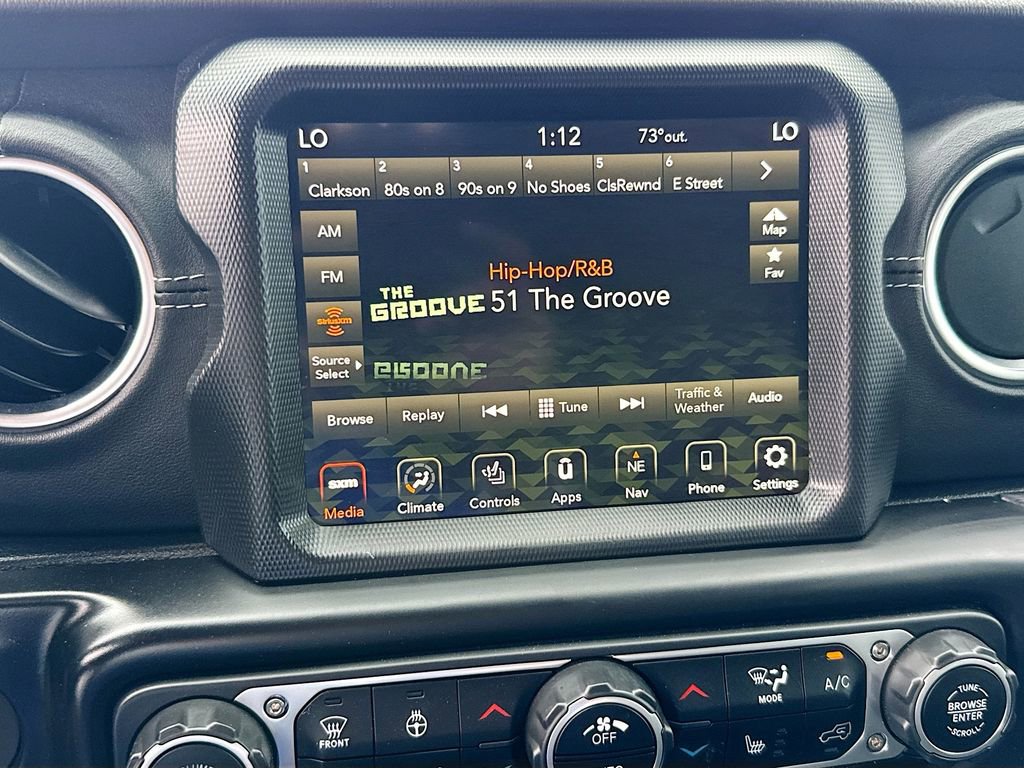 LO 1:12 73°out. LO
1 2 3 4 5 6
Clarkson 80s on 8 90s on 9 No Shoes ClsRewnd E Street
AM
Map
FM
Fav
Hip-Hop/R&B
THE
GROOVE
51 The Groove
siriusxm
Source
Select
Browse Replay Tune Traffic &
Weather Audio
sxm NE
Media Climate Controls Apps U Nav Phone Settings
FRONT
OFF
MODE
A/C
TUNE
BROWSE
ENTER
SCROLL